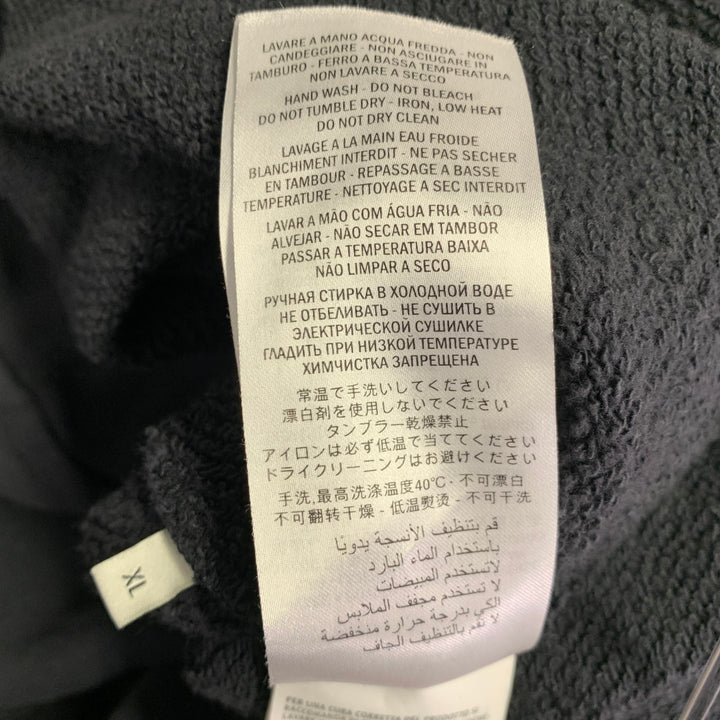 LAVARE A MANO ACQUA FREDDA - NON
CANDEGGIARE - NON ASCIUGARE IN
TAMBURO - FERRO A BASSA TEMPERATURA
NON LAVARE A SECCO
HAND WASH - DO NOT BLEACH
DO NOT TUMBLE DRY - IRON, LOW HEAT
DO NOT DRY CLEAN
LAVAGE A LA MAIN EAU FROIDE
BLANCHIMENT INTERDIT - NE PAS SECHER
EN TAMBOUR - REPASSAGE A BASSE
TEMPERATURE - NETTOYAGE A SEC INTERDIT
LAVAR A MÃO COM ÁGUA FRIA - NÃO
ALVEJAR - NÃO SECAR EM TAMBOR
PASSAR A TEMPERATURA BAIXA
NÃO LIMPAR A SECO
РУЧНАЯ СТИРКА В ХОЛОДНОЙ ВОДЕ
НЕ ОТБЕЛИВАТЬ - НЕ СУШИТЬ В
ЭЛЕКТРИЧЕСКОЙ СУШИЛКЕ
ГЛАДИТЬ ПРИ НИЗКОЙ ТЕМПЕРАТУРЕ
ХИМЧИСТКА ЗАПРЕЩЕНА
常温で手洗いしてください
漂白剤を使用しないでください
タンブラー乾燥禁止
アイロンは必ず低温で当ててください
ドライクリーニングはお避けください
手洗,最高洗涤温度40℃ - 不可漂白
不可翻转干燥 - 低温熨烫 - 不可干洗
قم بتنظيف الأنسجة يدويًا
باستخدام الماء البارد
لاتستخدم المبيضات
لا تستخدم مجفف الملابس
الكي بدرجة حرارة منخفضة
لا تقم بالتنظيف الجاف
XL
PER UNA CURA CORRETTA DEL PRODOTTO SI